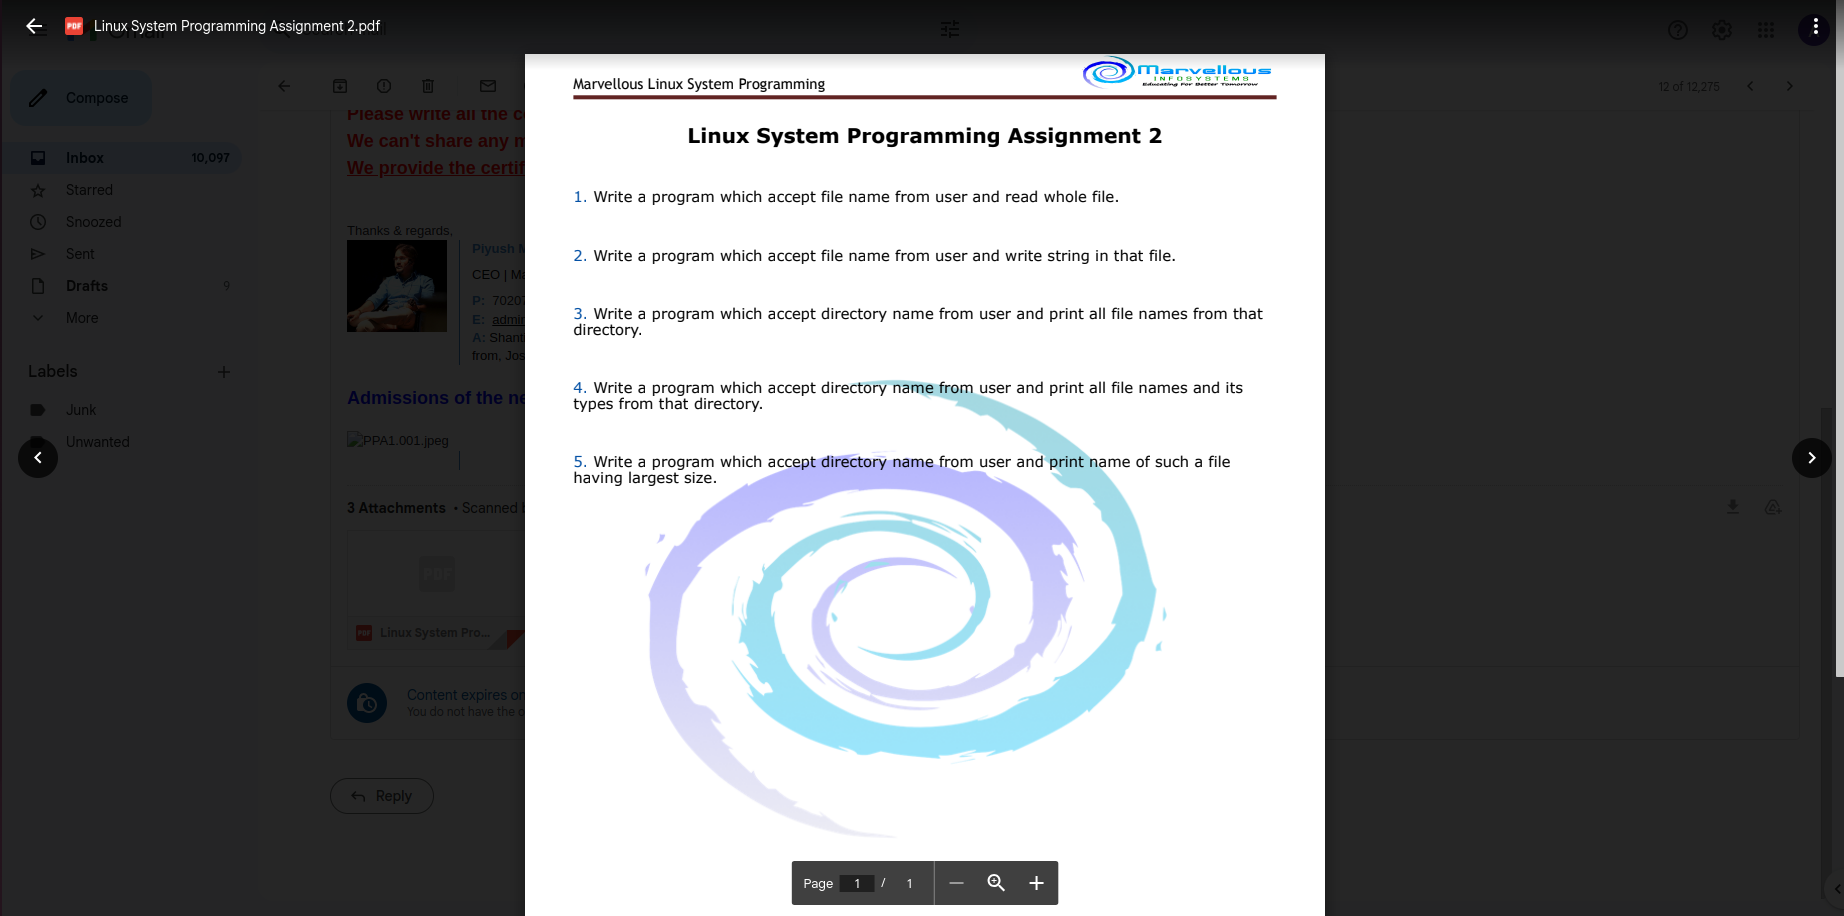 Linux System Programming Assignment 2.pdf
Compose
12 of 12,275
Please write all the c
We can't share any m
We provide the certif
Inbox 10,097
Starred
Snoozed
Sent
Drafts 9
More
Labels
Junk
Unwanted
Thanks & regards,
Piyush
CEO | Ma
P: 7020
E: admin
A: Shant
from, Jos
Admissions of the ne
PPA1.001.jpeg
3 Attachments • Scanned
PDF
Linux System Pro...
Content expires on
You do not have the
Reply
Marvellous Linux System Programming
Marvellous
INFOSYSTEMS
Educating For Better Tomorrow
Linux System Programming Assignment 2
1. Write a program which accept file name from user and read whole file.
2. Write a program which accept file name from user and write string in that file.
3. Write a program which accept directory name from user and print all file names from that
directory.
4. Write a program which accept directory name from user and print all file names and its
types from that directory.
5. Write a program which accept directory name from user and print name of such a file
having largest size.
Page 1 / 1